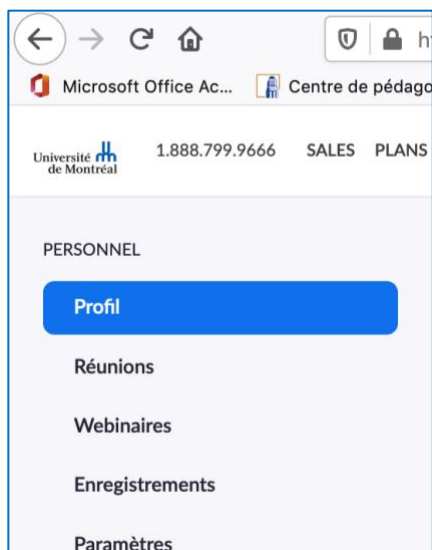 Microsoft Office Ac... Centre de pédago
Université de Montréal
1.888.799.9666 SALES PLANS
PERSONNEL
Profil
Réunions
Webinaires
Enregistrements
Paramètres